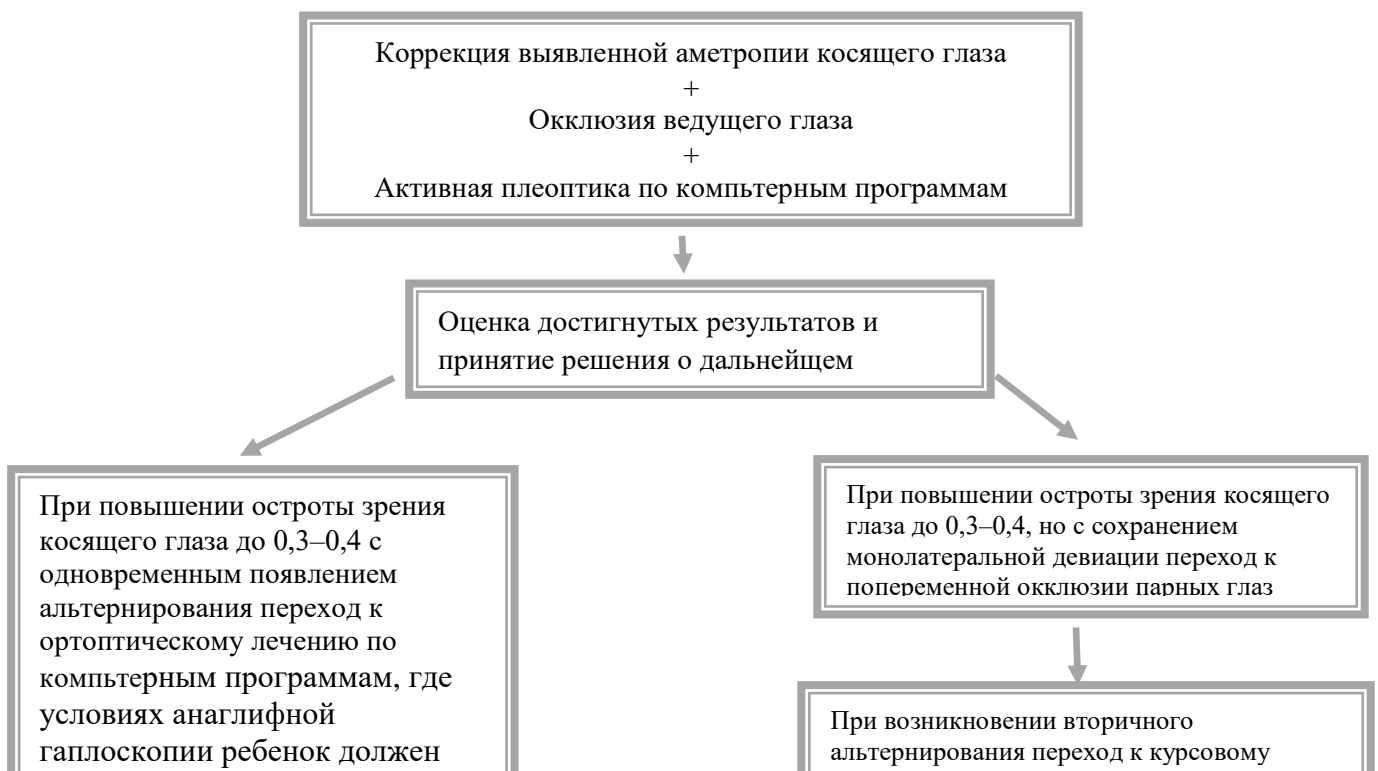 Коррекция выявленной аметропии косящего глаза
+
Окклюзия ведущего глаза
+
Активная плеоптика по компьтерным программам
Оценка достигнутых результатов и
принятие решения о дальнейщем
При повышении остроты зрения
косящего глаза до 0,3–0,4 с
одновременным появлением
альтернирования переход к
ортоптическому лечению по
компьтерным программам, где
условиях анаглифной
гаплоскопии ребенок должен
При повышении остроты зрения косящего
глаза до 0,3–0,4, но с сохранением
монолатеральной девиации переход к
попеременной окклюзии парных глаз
При возникновении вторичного
альтернирования переход к курсовому